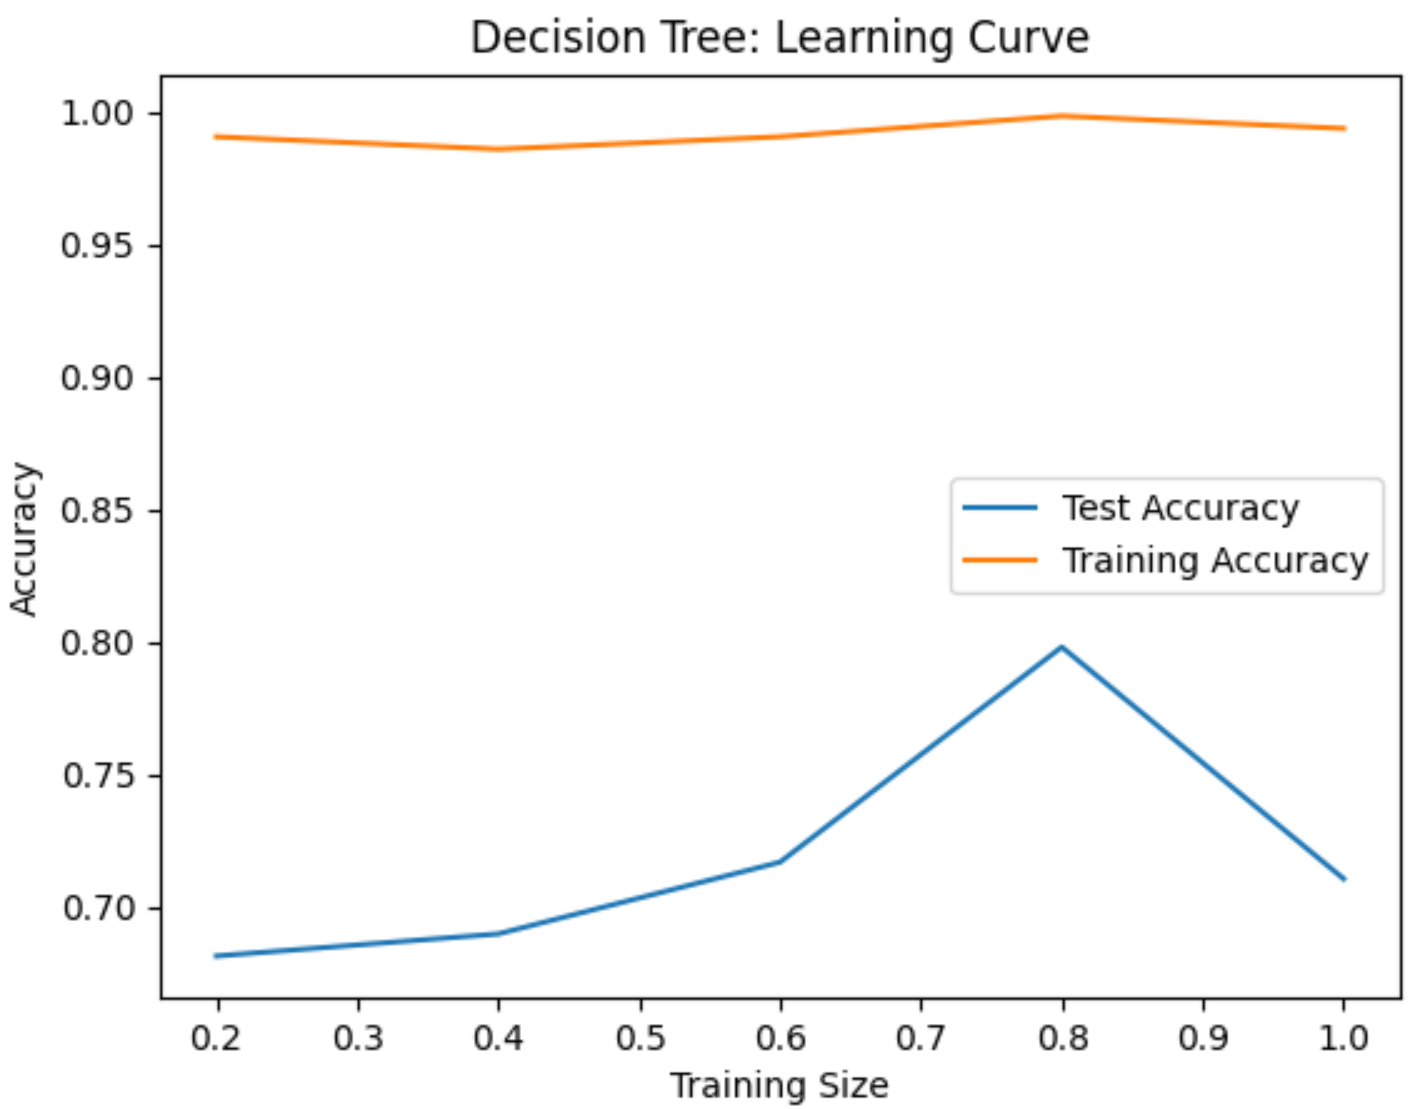 Decision Tree: Learning Curve
1.00
0.95
0.90
0.85
0.80
0.75
0.70
Accuracy
Test Accuracy
Training Accuracy
0.2 0.3 0.4 0.5 0.6 0.7 0.8 0.9 1.0
Training Size